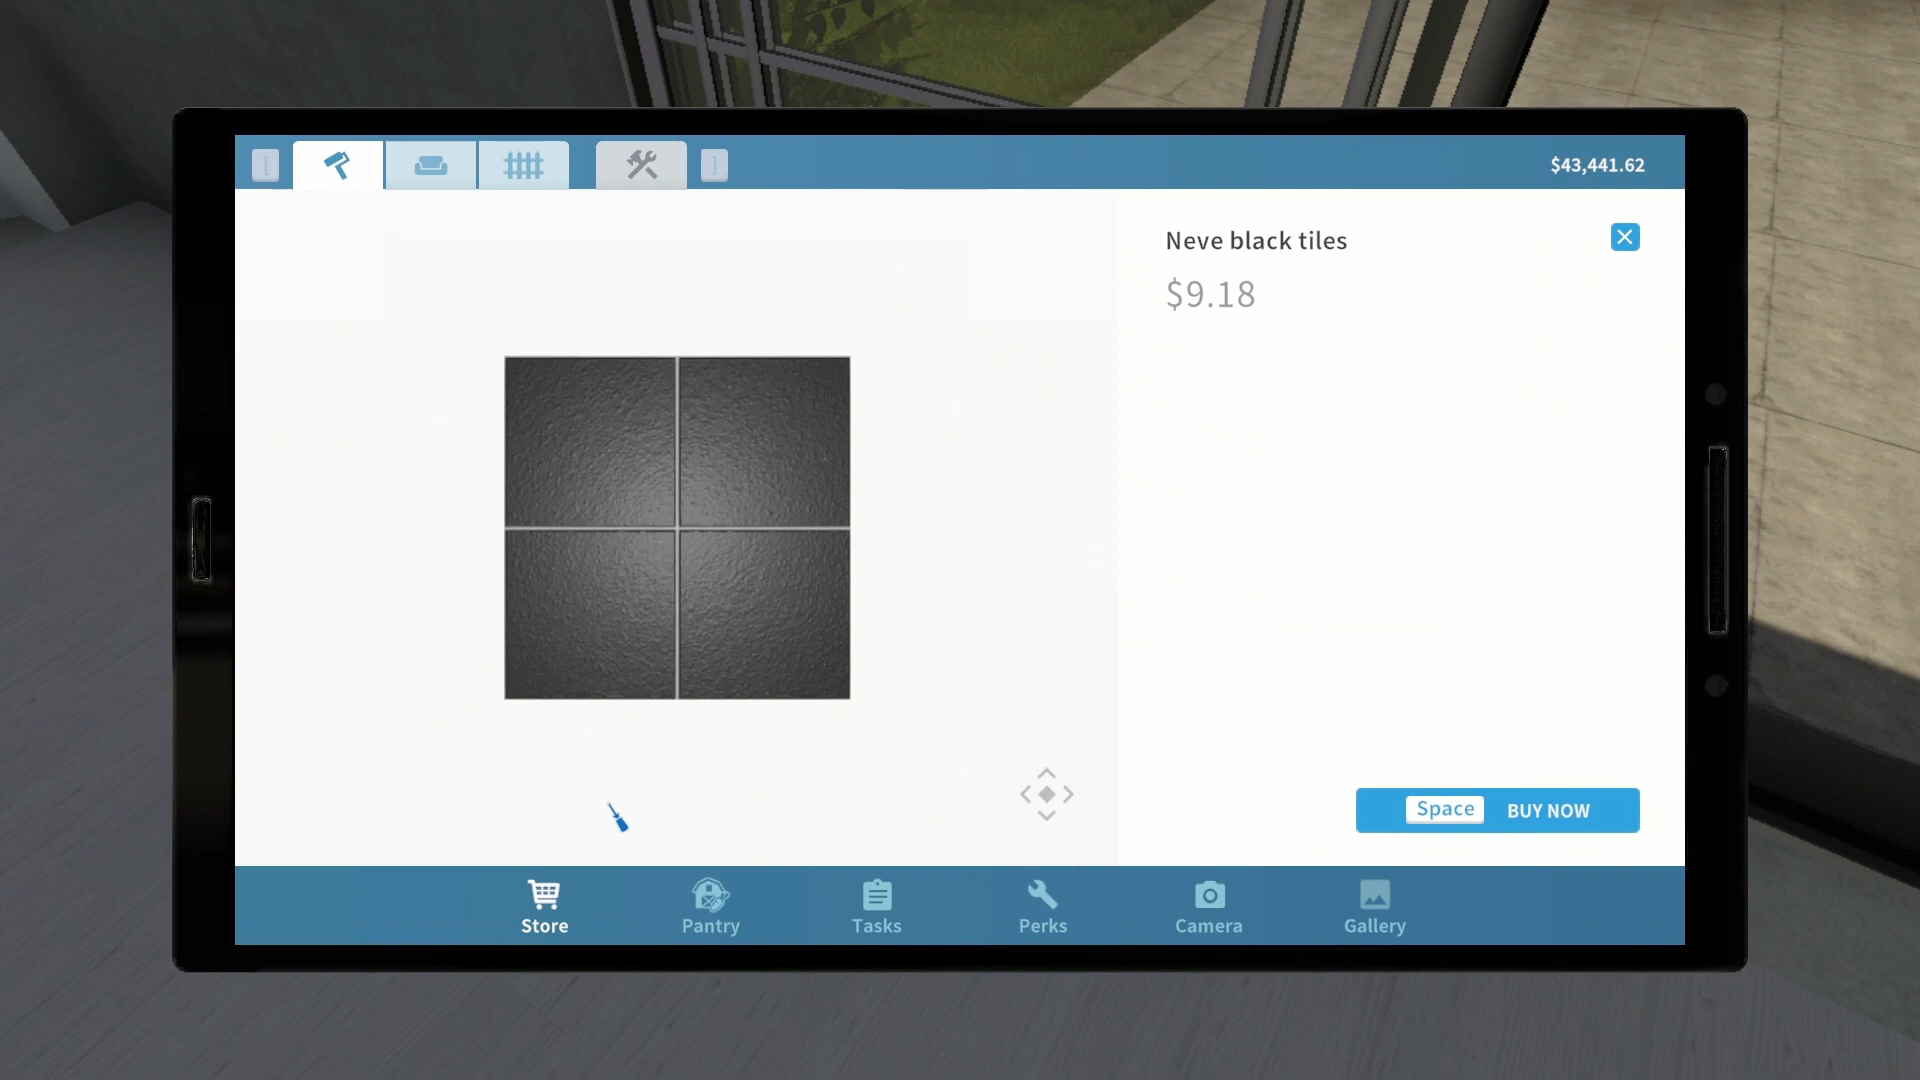 [
]
$43,441.62
Neve black tiles
$9.18
Space BUY NOW
Store
Pantry
Tasks
Perks
Camera
Gallery